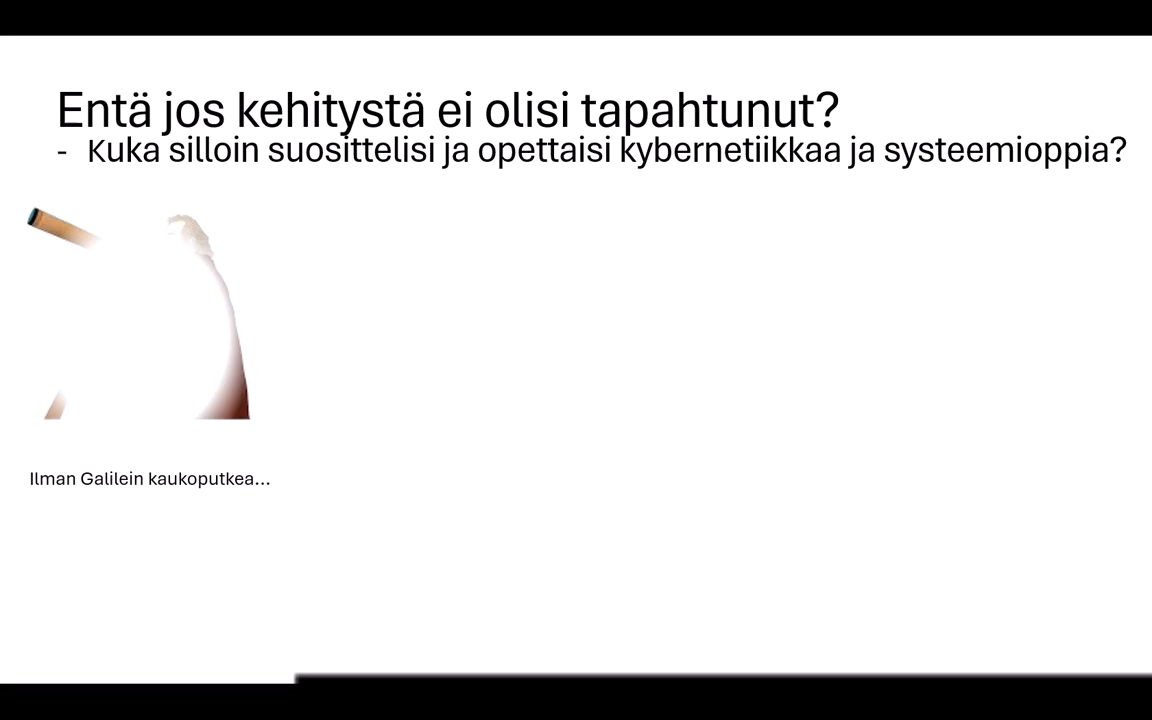 Entä jos kehitystä ei olisi tapahtunut?
- Kuka silloin suosittelisi ja opettaisi kybernetiikkaa ja systeemioppia?
Ilman Galilein kaukoputkea...